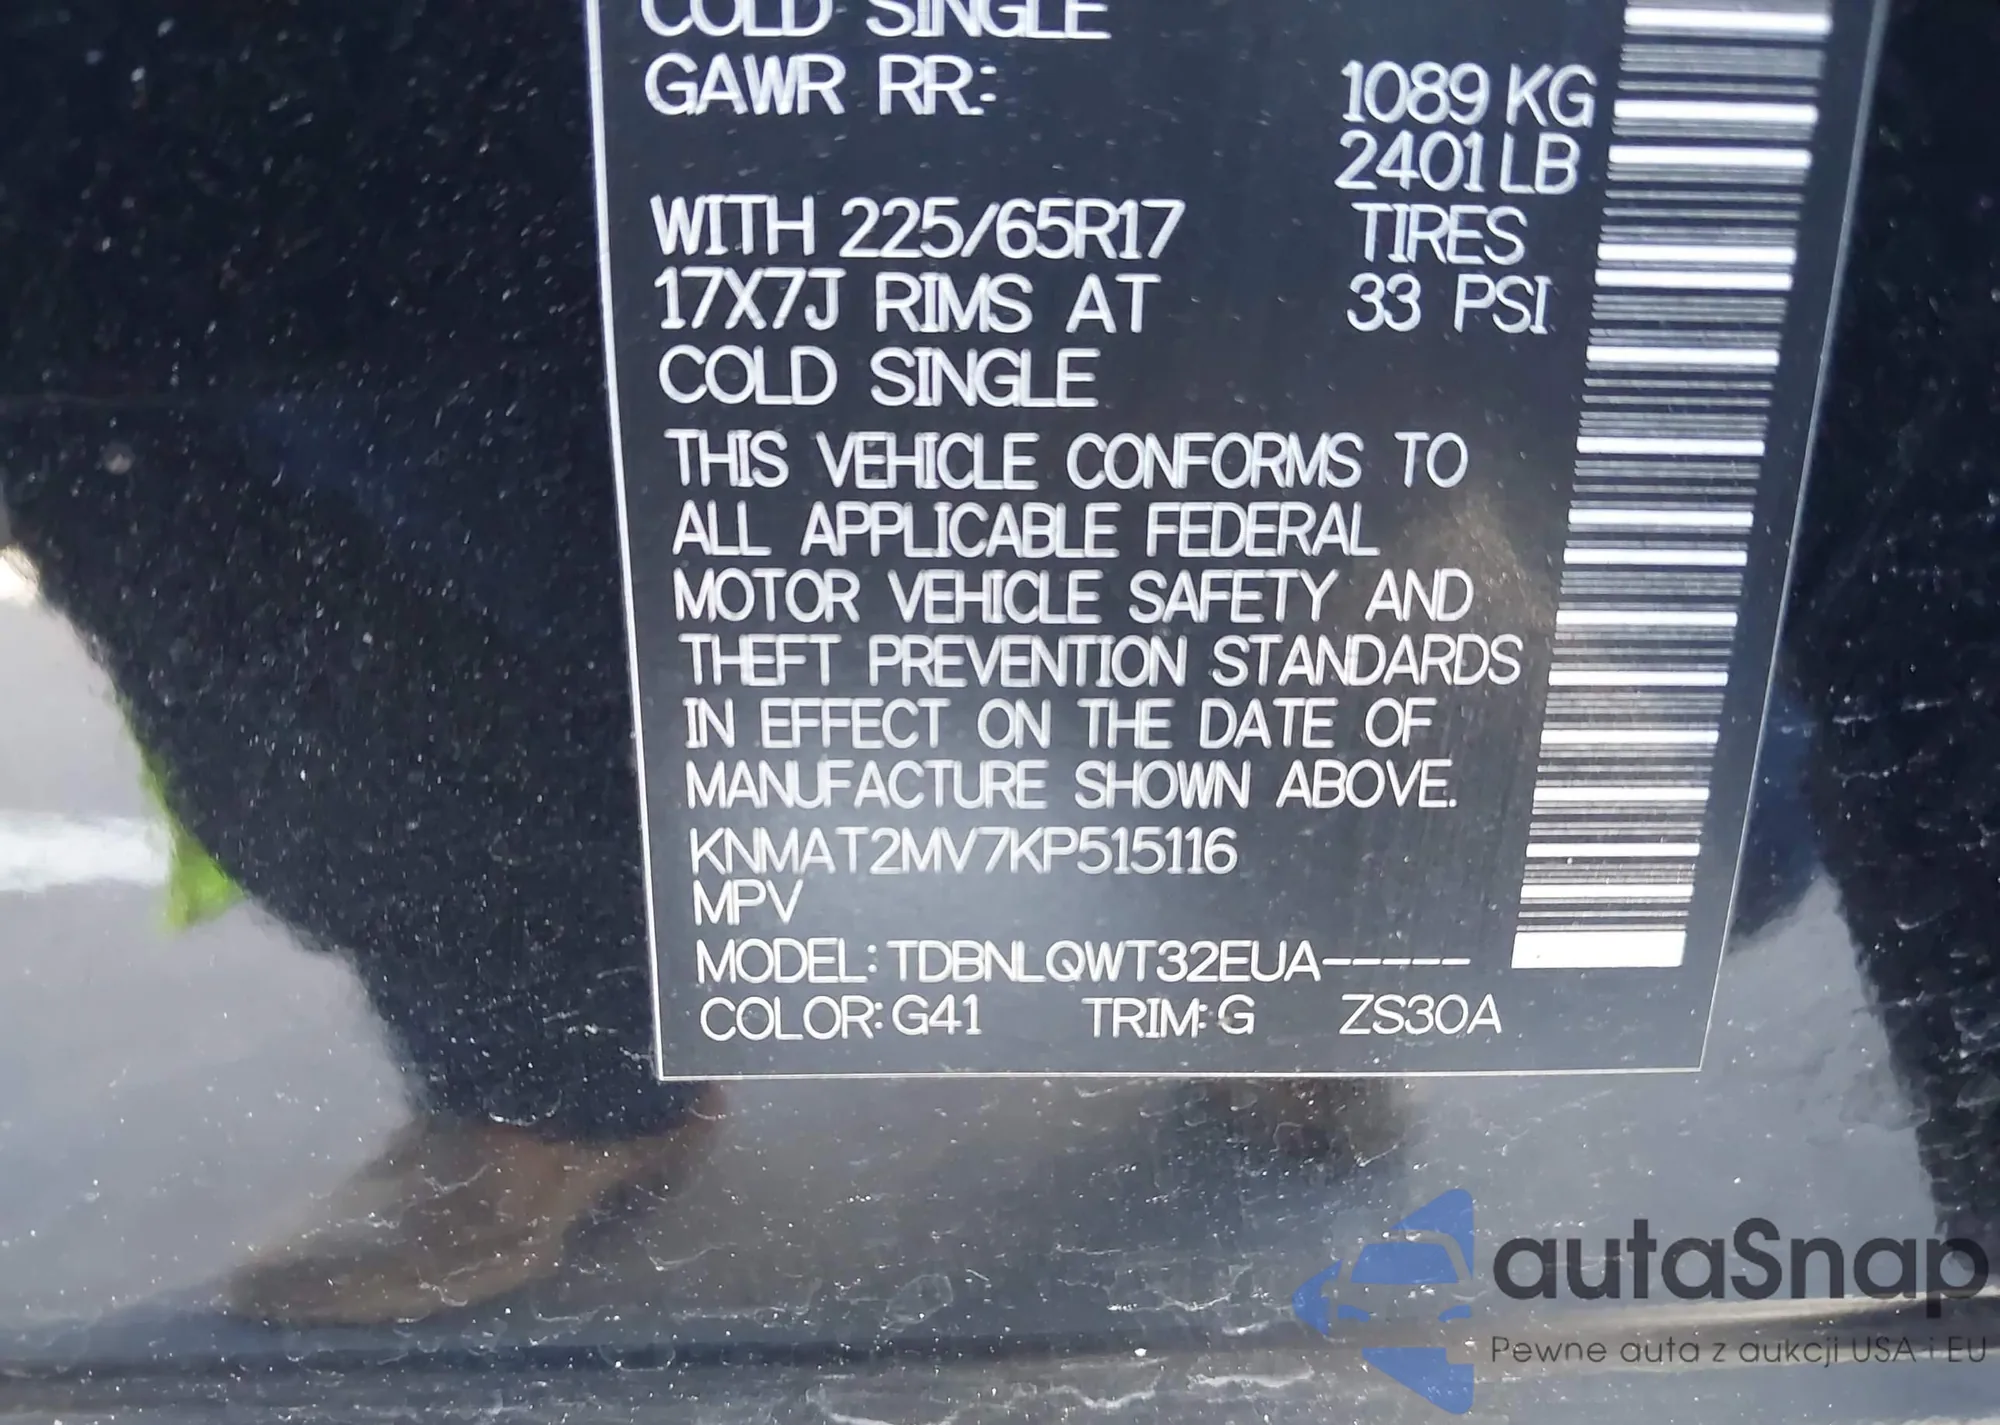 COLD SINGLE
GAWR RR.: 1089 KG
2401 LB
WITH 225/65R17 TIRES
17X7J RIMS AT 33 PSI
COLD SINGLE
THIS VEHICLE CONFORMS TO
ALL APPLICABLE FEDERAL
MOTOR VEHICLE SAFETY AND
THEFT PREVENTION STANDARDS
IN EFFECT ON THE DATE OF
MANUFACTURE SHOWN ABOVE.
KNMAT2MV7KP515116
MPV
MODEL: TDBNLQWT32EUA-----
COLOR: G41 TRIM: G ZS30A
autaSnap
Pewne auta z aukcji USA i EU